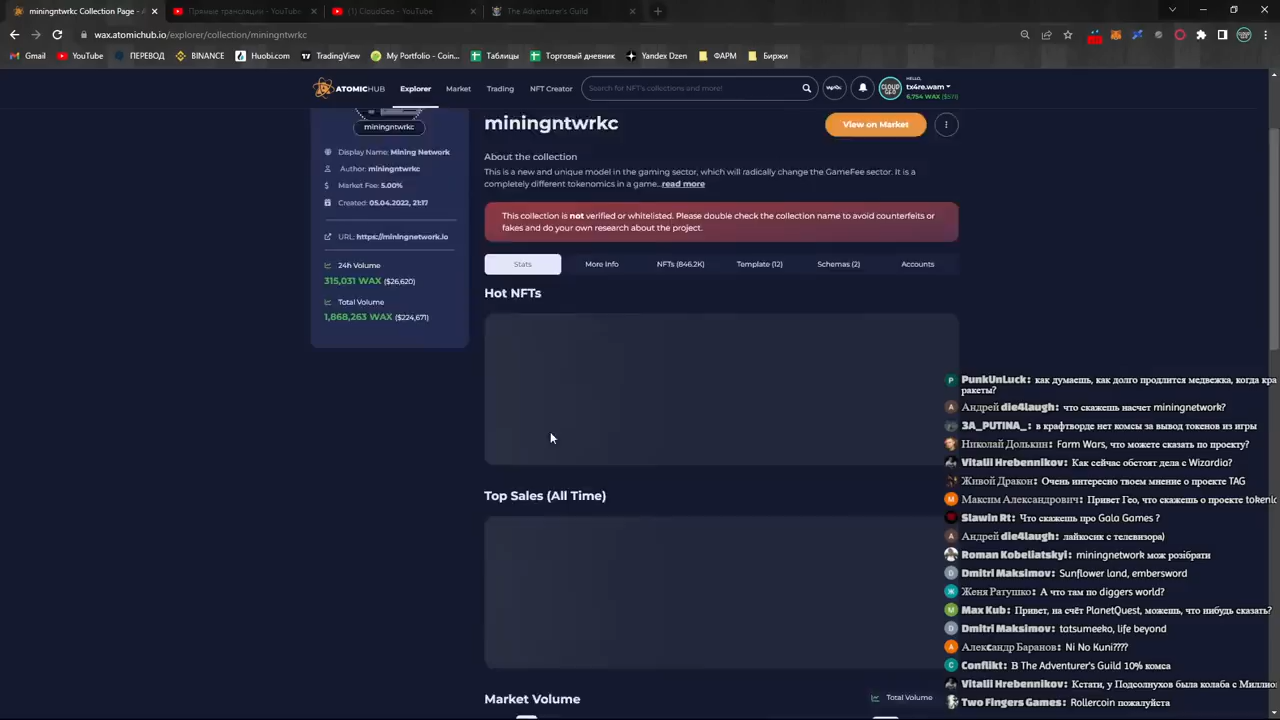 miningntwrkc Collection Page - A
Прямые трансляции - YouTube
(1) CloudGeo - YouTube
The Adventurer's Guild
wax.atomichub.io/explorer/collection/miningntwrkc
Gmail
YouTube
ПЕРЕВОД
BINANCE
Huobi.com
TradingView
My Portfolio - Coin...
Таблицы
Торговый дневник
Yandex Dzen
ФАРМ
Биржи
ATOMICHUB
Explorer
Market
Trading
NFT Creator
Search for NFT's collections and more!
HELLO,
tx4re.wam
6,754 WAX ($571)
miningntwrkc
Display Name: Mining Network
Author: miningntwrkc
Market Fee: 5.00%
Created: 05.04.2022, 21:17
URL: https://miningnetwork.io
24h Volume
315,031 WAX ($26,620)
Total Volume
1,868,263 WAX ($224,671)
miningntwrkc
View on Market
About the collection
This is a new and unique model in the gaming sector, which will radically change the GameFee sector. It is a
completely different tokenomics in a game...read more
This collection is not verified or whitelisted. Please double check the collection name to avoid counterfeits or
fakes and do your own research about the project.
Stats
More Info
NFTs (846.2K)
Template (12)
Schemas (2)
Accounts
Hot NFTs
Top Sales (All Time)
Market Volume
Total Volume
PunkUnLuck: как думаешь, как долго продлится медвежка, когда кра
ракеты?
Андрей die4laugh: что скажешь насчет miningnetwork?
3A_PUTINA_: в крафтворде нет комсы за вывод токенов из игры
Николай Долькин: Farm Wars, что можете сказать по проекту?
Vitalii Hrebennikov: Как сейчас обстоят дела с Wizardia?
Живой Дракон: Очень интересно твоем мнение о проекте TAG
Максим Александрович: Привет Гео, что скажешь о проекте tokenlo
Slawin Rt: Что скажешь про Gala Games ?
Андрей die4laugh: лайкосик с телевизора)
Roman Kobeliatskyi: miningnetwork мож розібрати
Dmitri Maksimov: Sunflower land, embersword
Женя Ратушко: А что там по diggers world?
Max Kub: Привет, на счёт PlanetQuest, можешь, что нибудь сказать?
Dmitri Maksimov: tatsumeeko, life beyond
Александр Баранов: Ni No Kuni????
Conflikt: В The Adventurer's Guild 10% комса
Vitalii Hrebennikov: Кстати, у Подсолнухов была колаба с Миллио
Two Fingers Games: Rollercoin пожалуйста